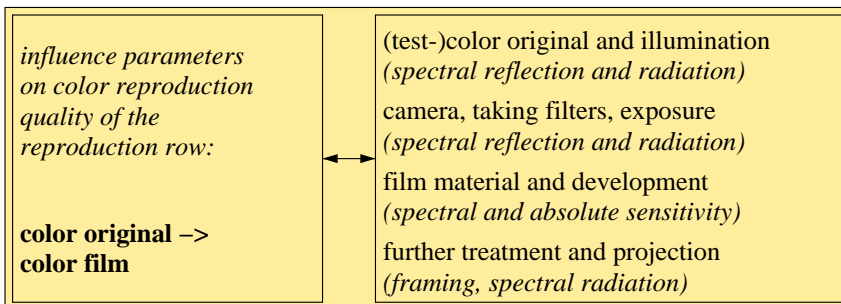 influence parameters
on color reproduction
quality of the
reproduction row:
color original −>
color film
(test-)color original and illumination
(spectral reflection and radiation)
camera, taking filters, exposure
(spectral reflection and radiation)
film material and development
(spectral and absolute sensitivity)
further treatment and projection
(framing, spectral radiation)